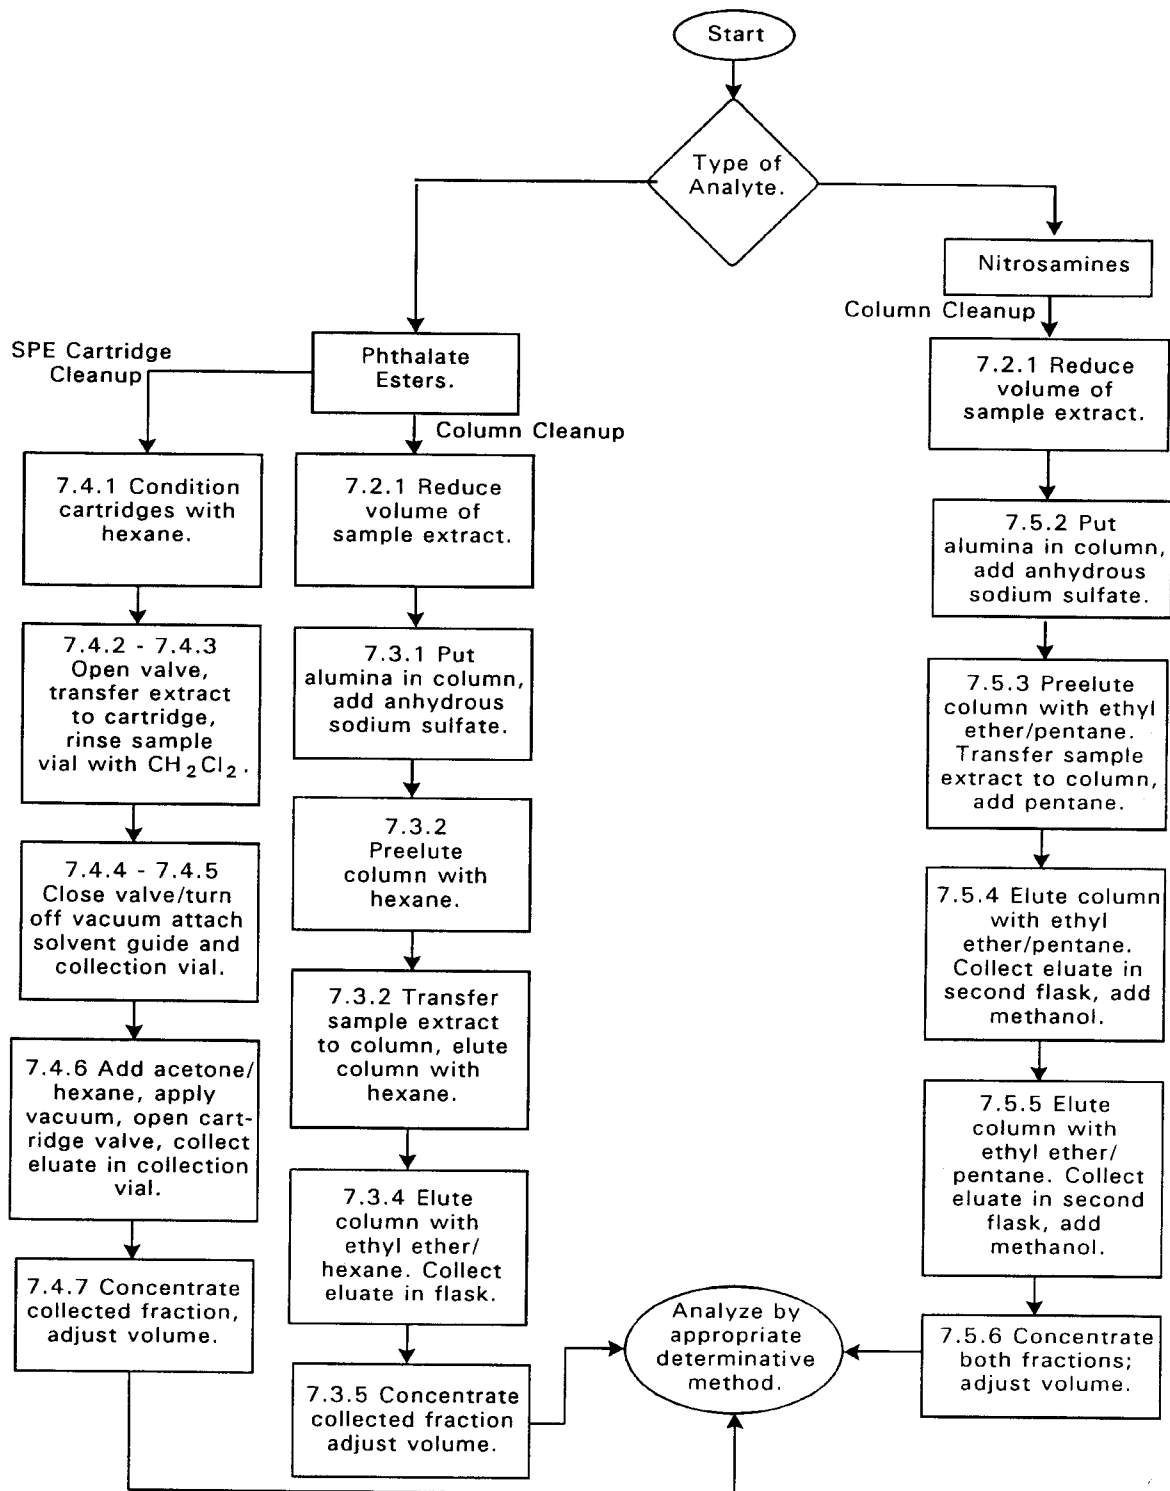 Start
Type of
Analyte.
Nitrosamines
Column Cleanup
SPE Cartridge
Cleanup
Phthalate
Esters.
Column Cleanup
7.4.1 Condition
cartridges with
hexane.
7.4.2 - 7.4.3
Open valve,
transfer extract
to cartridge,
rinse sample
vial with CH2Cl2.
7.4.4 - 7.4.5
Close valve/turn
off vacuum attach
solvent guide and
collection vial.
7.4.6 Add acetone/
hexane, apply
vacuum, open cart-
ridge valve, collect
eluate in collection
vial.
7.4.7 Concentrate
collected fraction,
adjust volume.
7.2.1 Reduce
volume of
sample extract.
7.3.1 Put
alumina in column,
add anhydrous
sodium sulfate.
7.3.2
Preelute
column with
hexane.
7.3.2 Transfer
sample extract
to column, elute
column with
hexane.
7.3.4 Elute
column with
ethyl ether/
hexane. Collect
eluate in flask.
7.3.5 Concentrate
collected fraction
adjust volume.
7.2.1 Reduce
volume of
sample extract.
7.5.2 Put
alumina in column,
add anhydrous
sodium sulfate.
7.5.3 Preelute
column with ethyl
ether/pentane.
Transfer sample
extract to column,
add pentane.
7.5.4 Elute column
with ethyl
ether/pentane.
Collect eluate in
second flask, add
methanol.
7.5.5 Elute
column with
ethyl ether/
pentane. Collect
eluate in second
flask, add
methanol.
7.5.6 Concentrate
both fractions;
adjust volume.
Analyze by
appropriate
determinative
method.